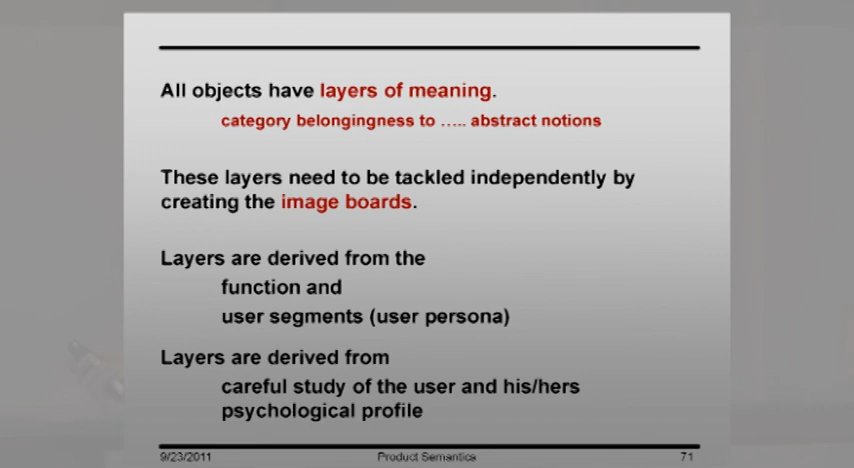 All objects have layers of meaning.
category belongingness to ..... abstract notions
These layers need to be tackled independently by
creating the image boards.
Layers are derived from the
function and
user segments (user persona)
Layers are derived from
careful study of the user and his/hers
psychological profile
9/23/2011 Product Semantics 71